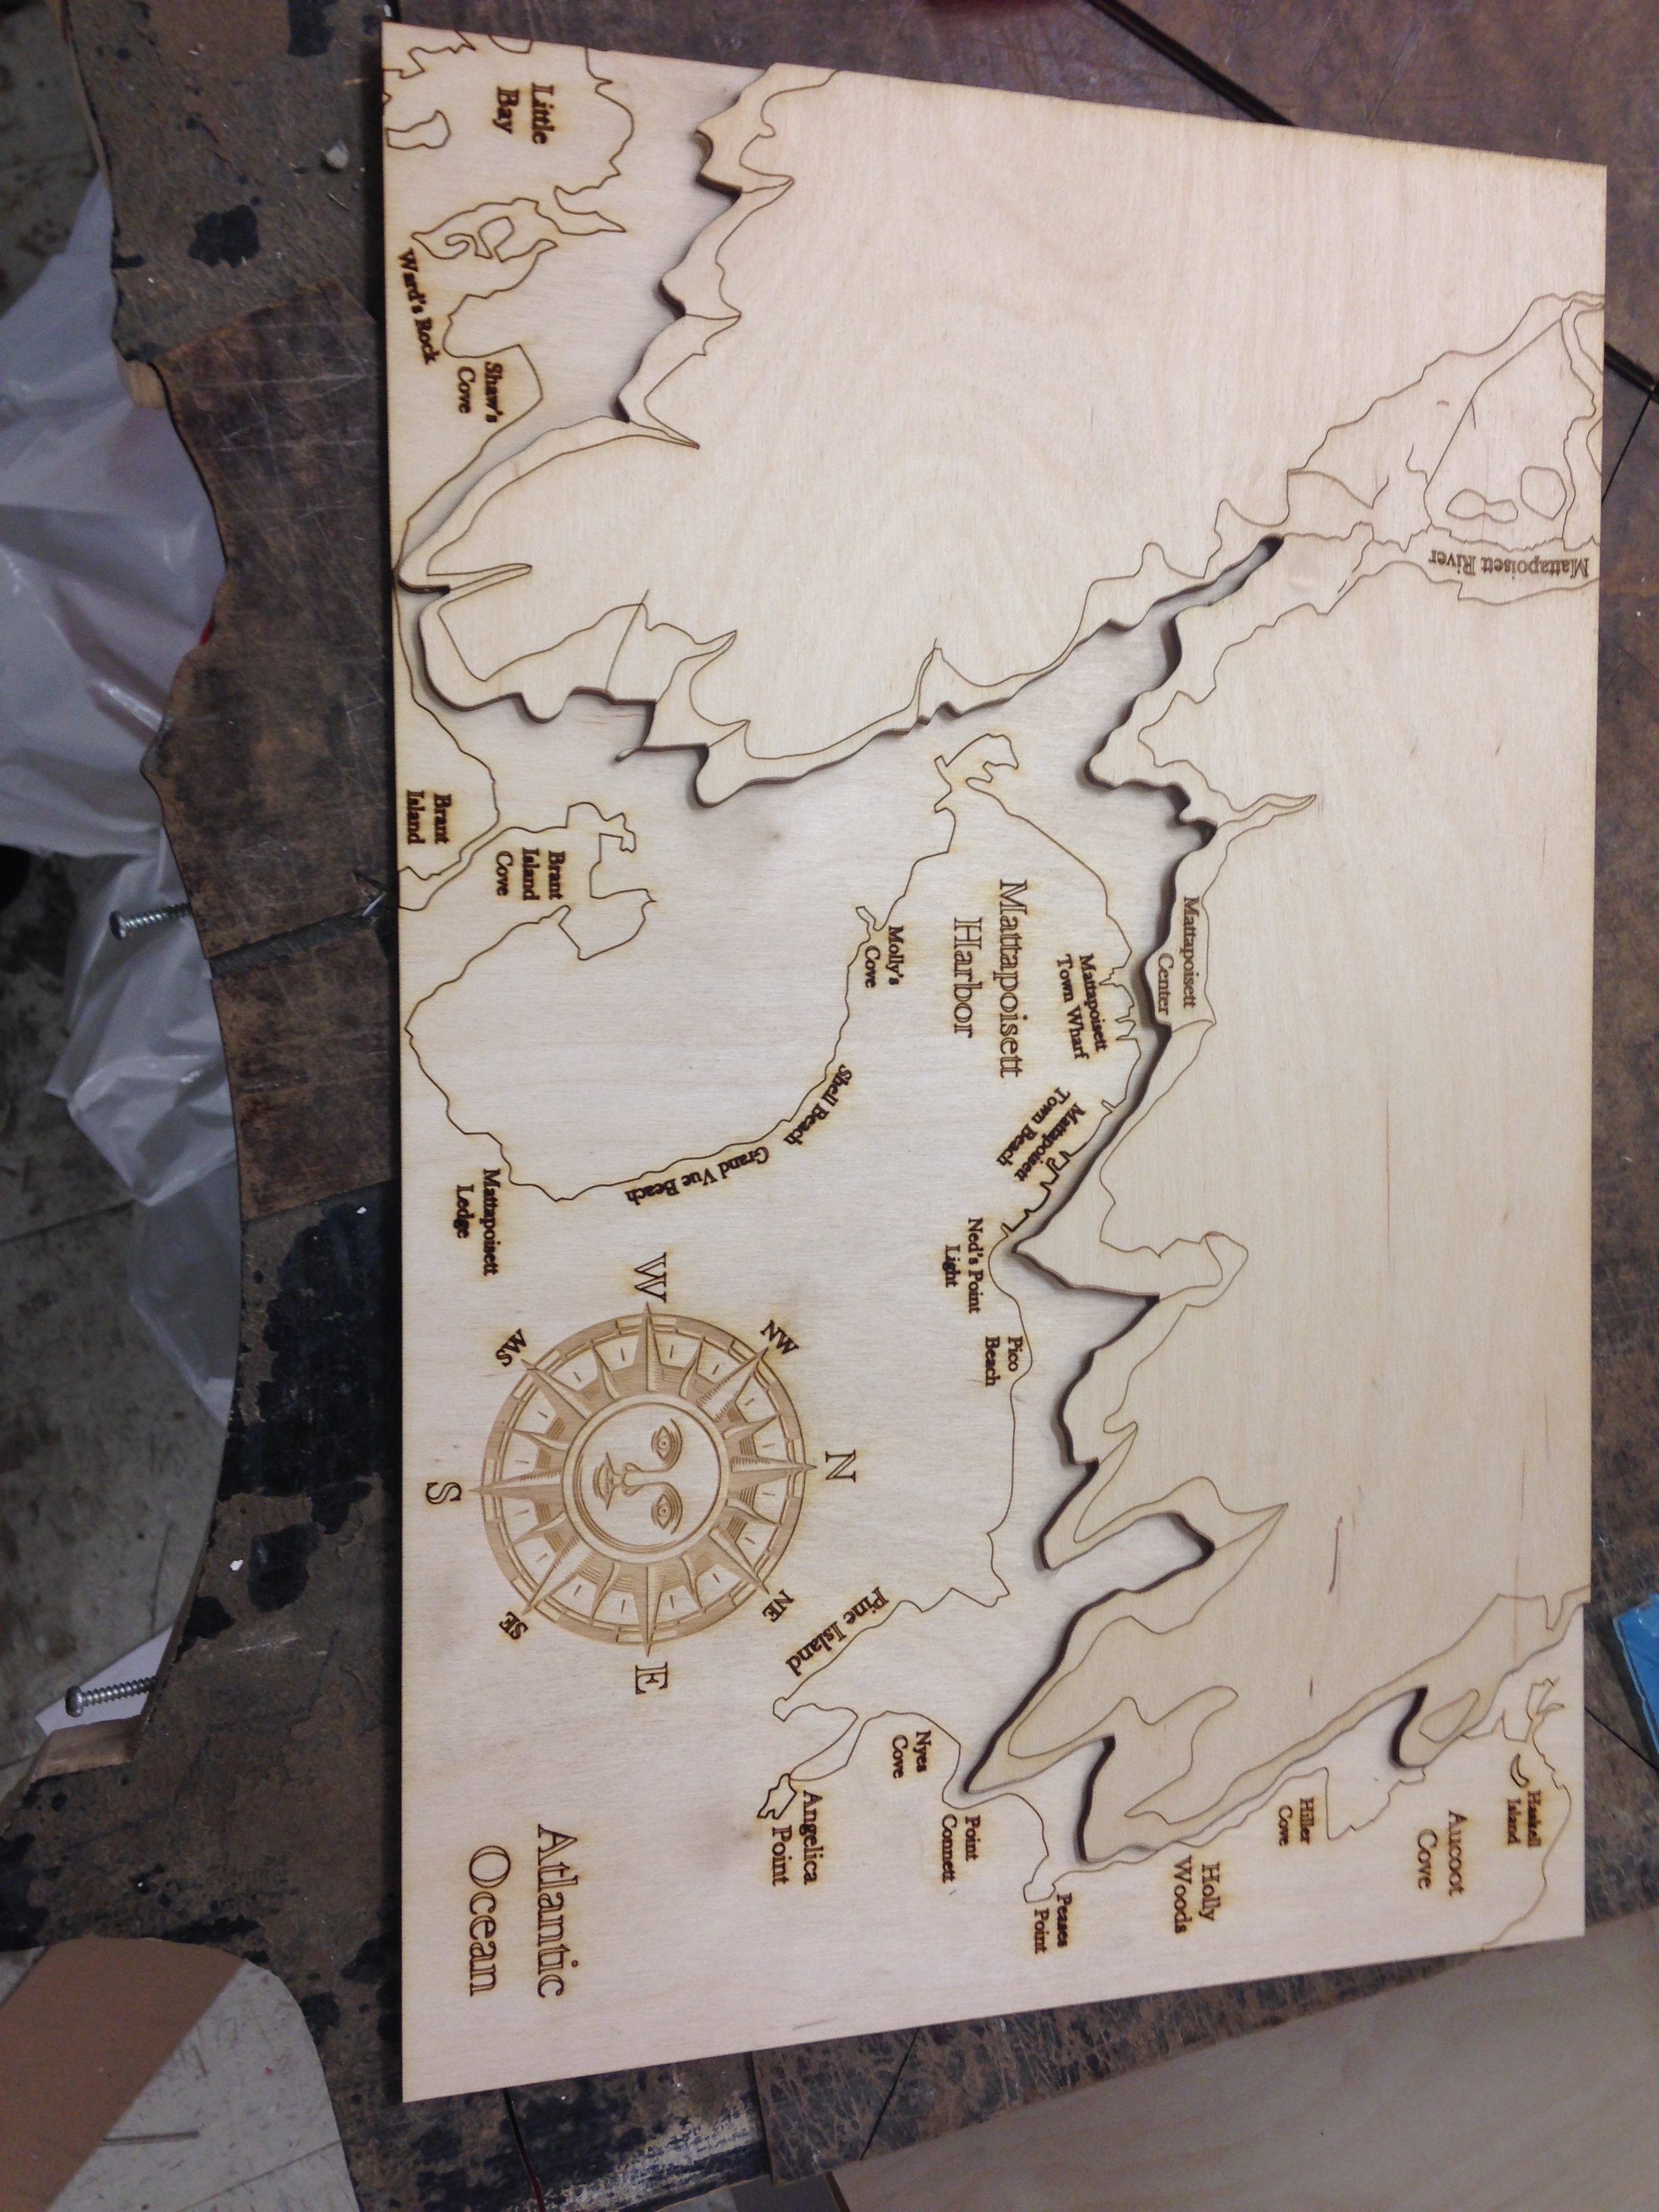 Mattapoisett River
Haskell
Island
Aucoot
Cove
Hiller
Cove
Holly
Woods
Mattapoisett
Center
Mattapoisett
Town Wharf
Mattapoisett
Town Beach
Mattapoisett
Harbor
Ned's Point
Light
Pico
Beach
Peases
Point
Point
Connett
Nyes
Cove
Pine Island
Angelica
Point
Molly's
Cove
Shell Beach
Grand Vue Beach
Little
Bay
Ward's Rock
Shaw's
Cove
Brant
Island
Cove
Brant
Island
Mattapoisett
Ledge
N
NW
NE
W
E
WS
SE
S
Atlantic
Ocean